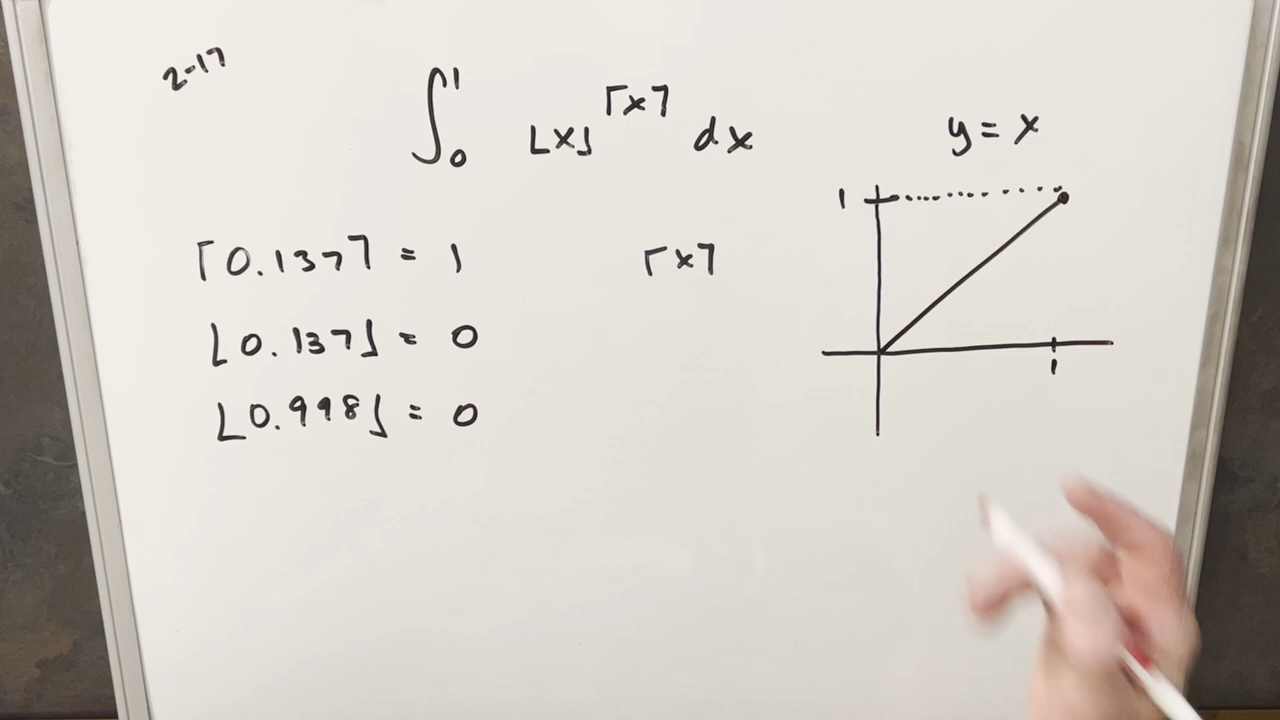 2-17
∫₀¹ ⌊x⌋^⌈x⌉ dx
y = x
1
⌈0.137⌉ = 1
⌈x⌉
⌊0.137⌋ = 0
1
⌊0.998⌋ = 0